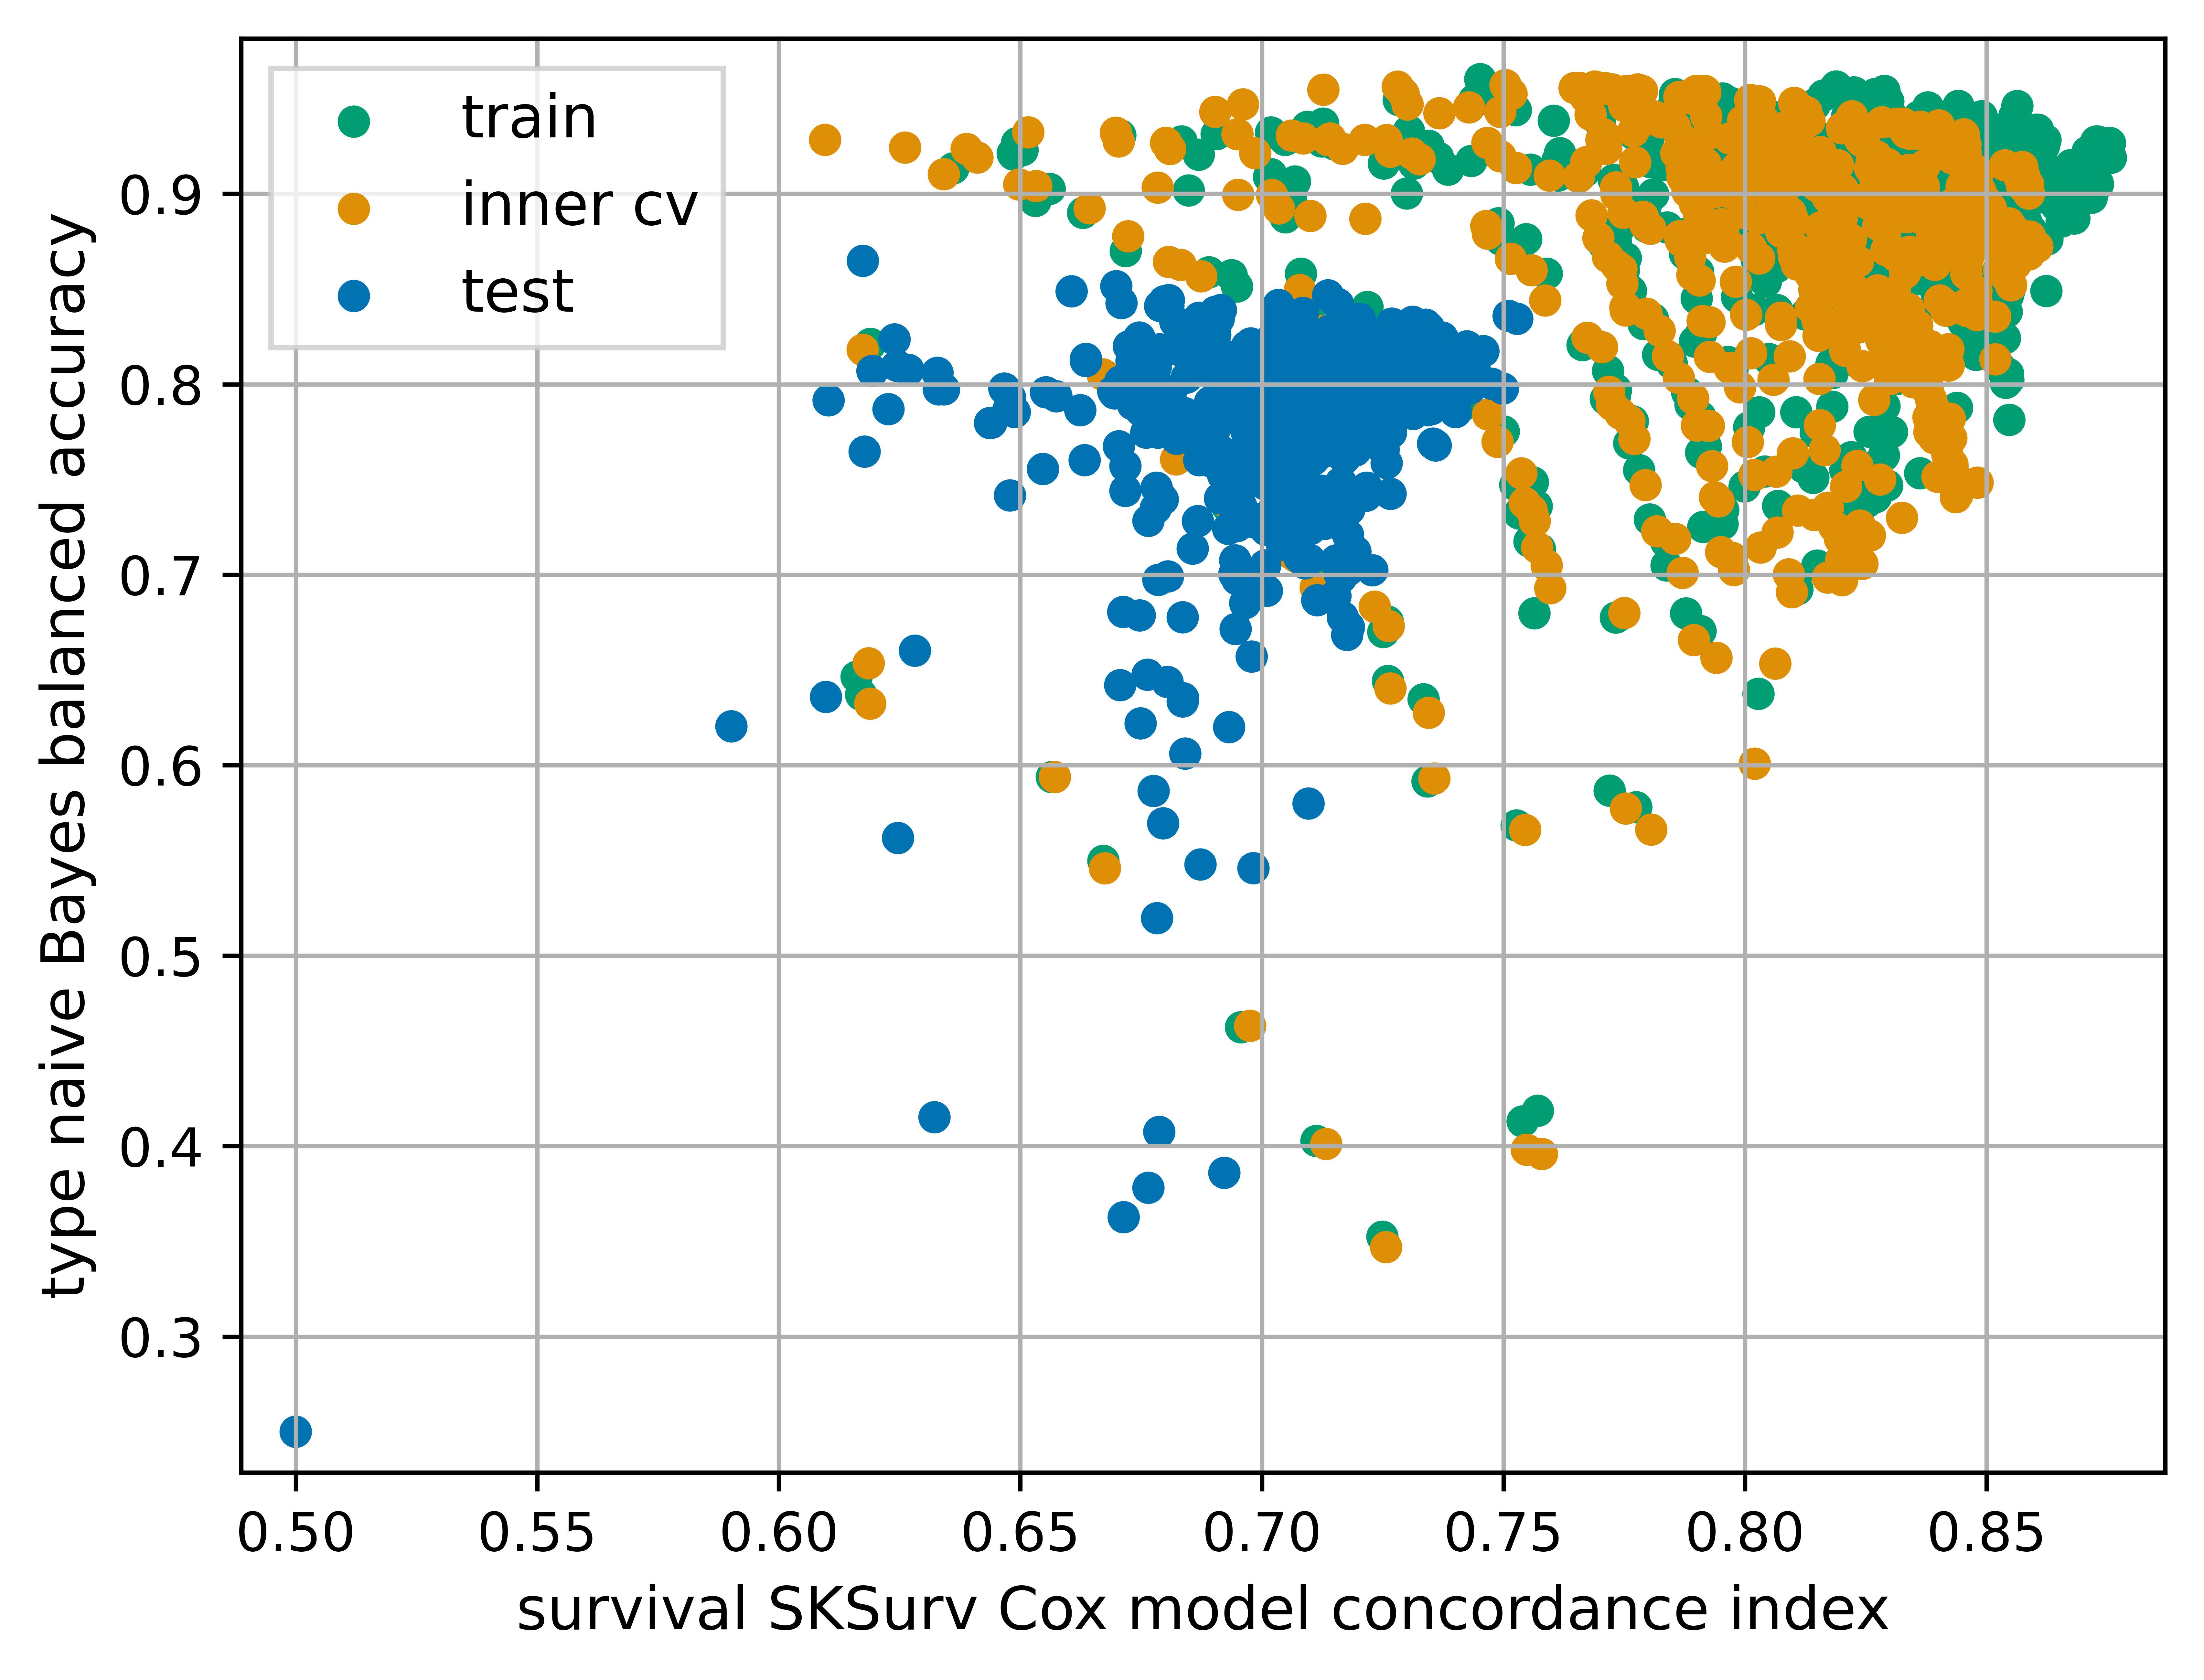 train
inner cv
test
type naive Bayes balanced accuracy
0.9
0.8
0.7
0.6
0.5
0.4
0.3
0.50 0.55 0.60 0.65 0.70 0.75 0.80 0.85
survival SKSurv Cox model concordance index